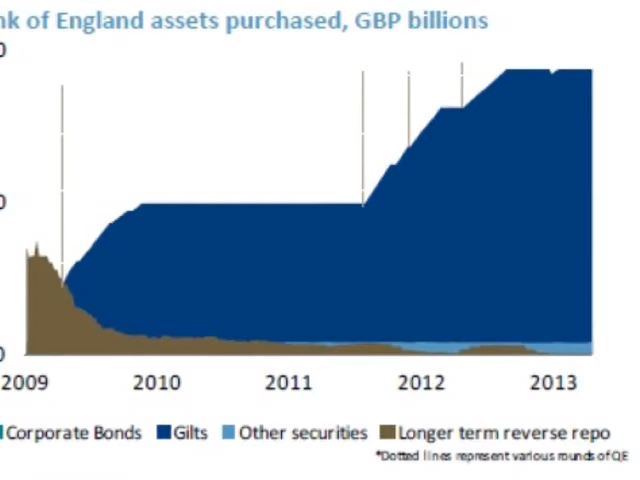 nk of England assets purchased, GBP billions
0
0
0
2009 2010 2011 2012 2013
Corporate Bonds Gilts Other securities Longer term reverse repo
*Dotted lines represent various rounds of QE